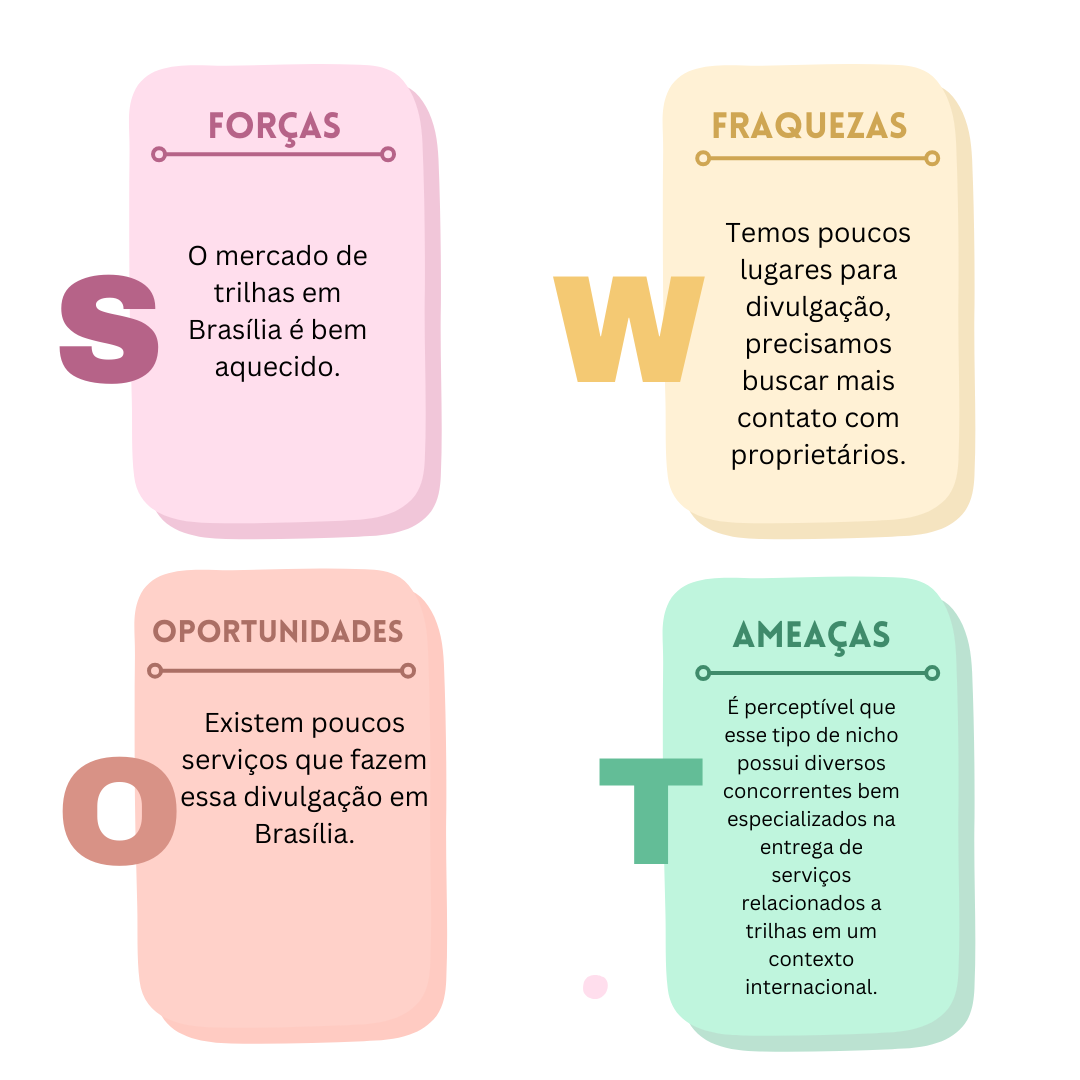 FORÇAS
O mercado de
trilhas em
Brasília é bem
aquecido.
S
FRAQUEZAS
Temos poucos
lugares para
divulgação,
precisamos
buscar mais
contato com
proprietários.
W
OPORTUNIDADES
Existem poucos
serviços que fazem
essa divulgação em
Brasília.
O
AMEAÇAS
É perceptível que
esse tipo de nicho
possui diversos
concorrentes bem
especializados na
entrega de
serviços
relacionados a
trilhas em um
contexto
internacional.
T